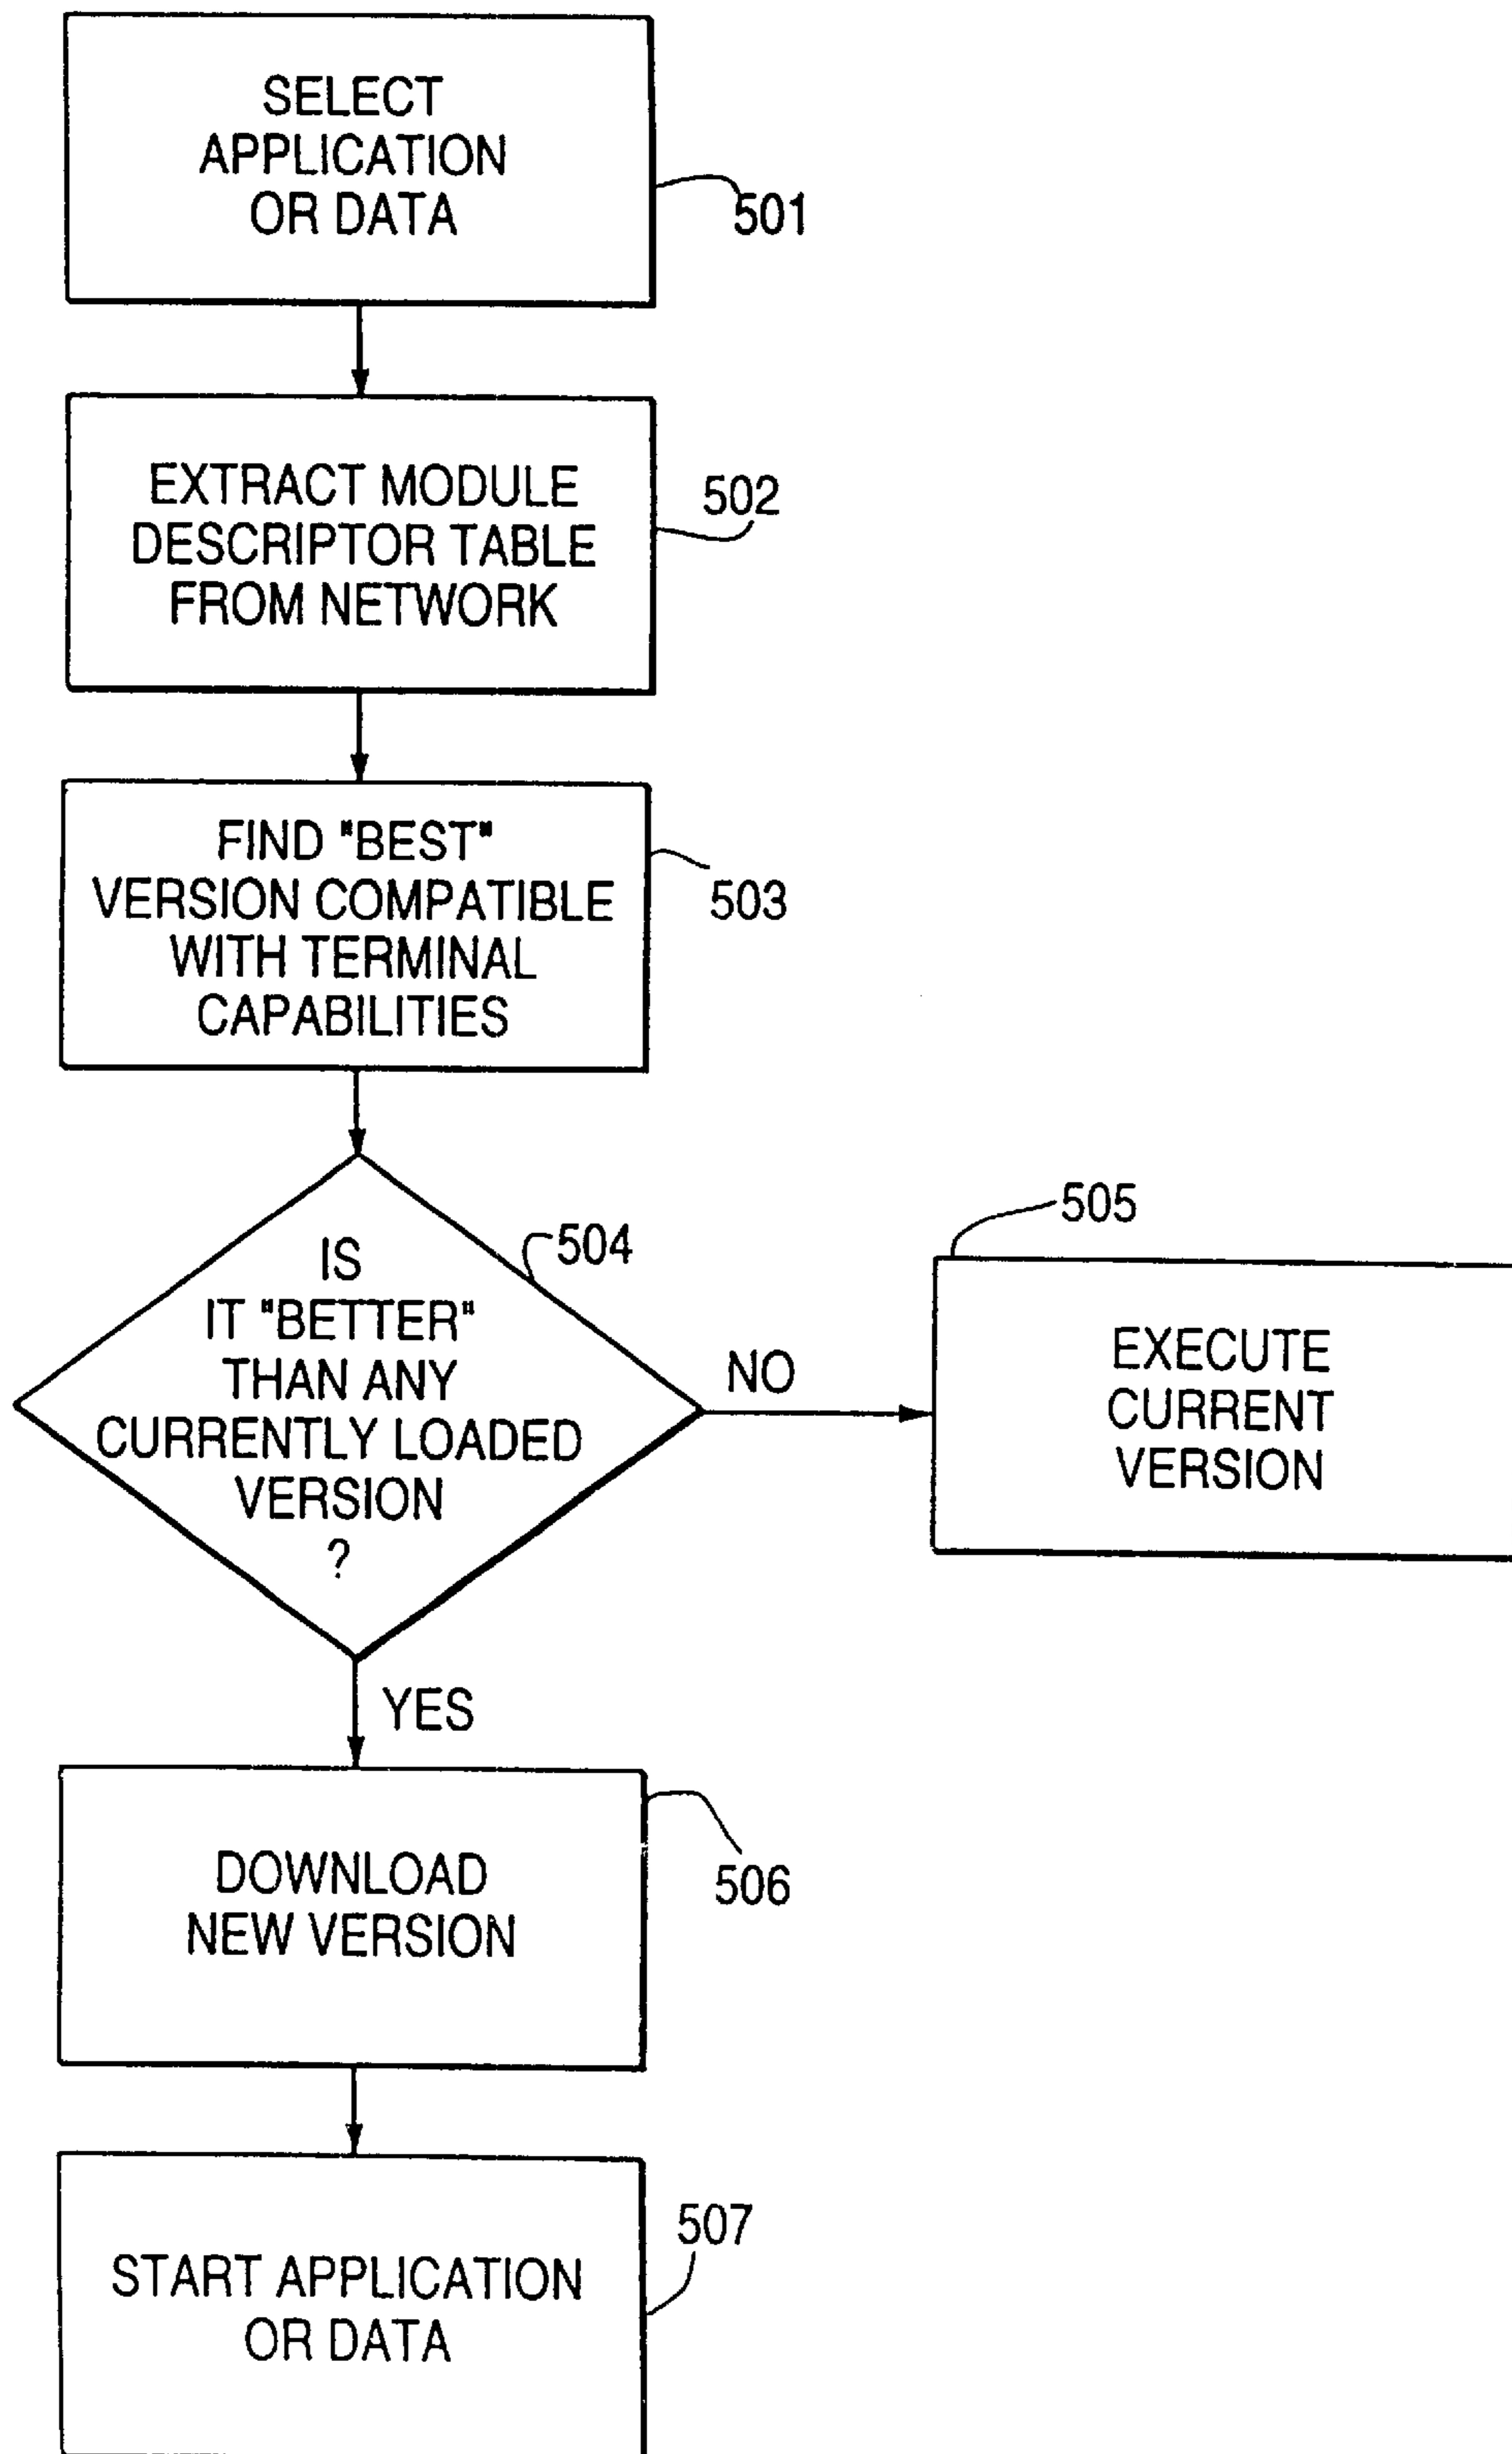 SELECT
APPLICATION
OR DATA
501
EXTRACT MODULE
DESCRIPTOR TABLE
FROM NETWORK
502
FIND "BEST"
VERSION COMPATIBLE
WITH TERMINAL
CAPABILITIES
503
IS
IT "BETTER"
THAN ANY
CURRENTLY LOADED
VERSION
?
504
NO
505
EXECUTE
CURRENT
VERSION
YES
DOWNLOAD
NEW VERSION
506
START APPLICATION
OR DATA
507